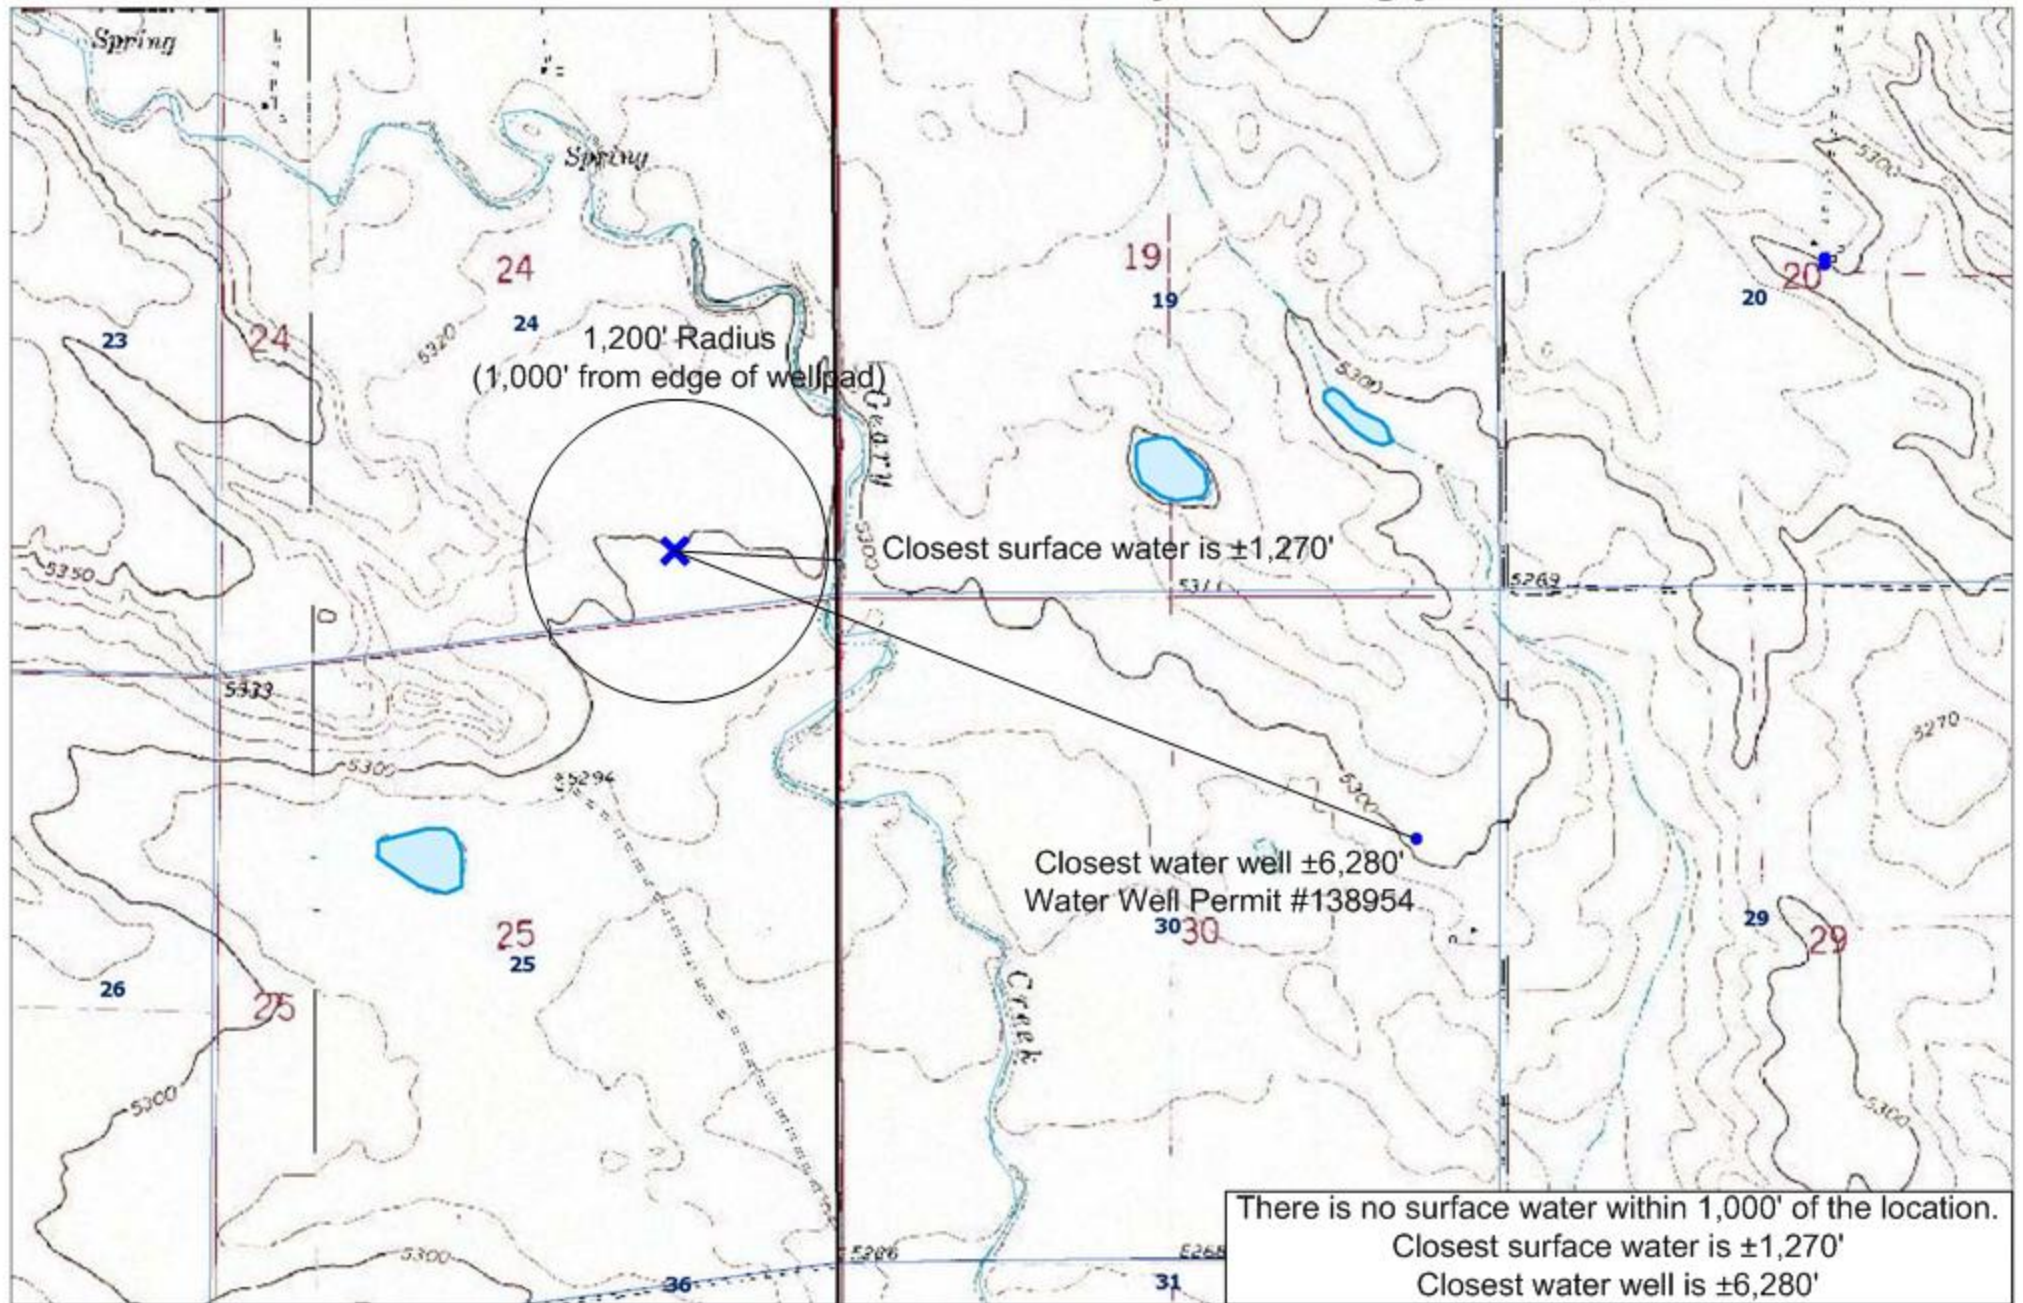 Spring
Spring
24
19
20
24
19
20
23
24
5320
1,200' Radius
(1,000' from edge of wellpad)
5300
5300
Geary
5300
Closest surface water is ±1,270'
5350
5269
5333
5300
5294
5270
5300
Closest water well ±6,280'
Water Well Permit #138954
30
30
29
29
25
25
26
25
Creek
5300
5300
There is no surface water within 1,000' of the location.
Closest surface water is ±1,270'
Closest water well is ±6,280'
5300
5286
5268
36
31